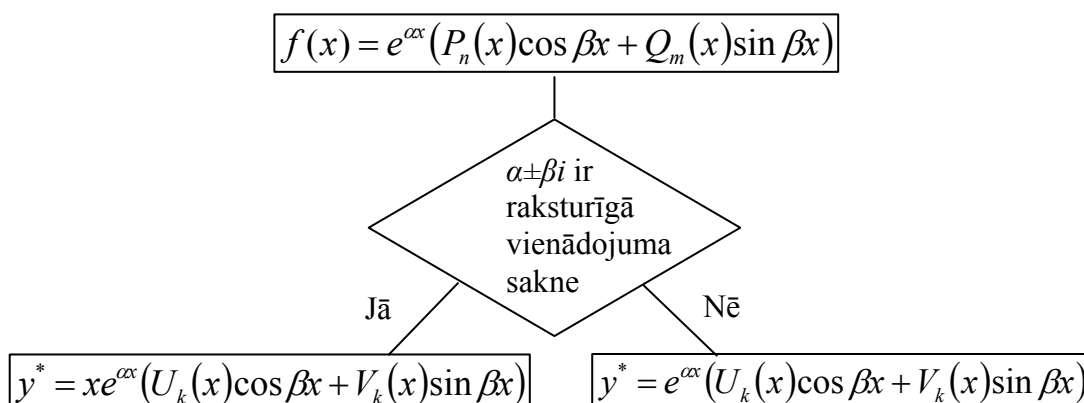 f(x) = e^{αx}(P_n(x)cos βx + Q_m(x)sin βx)
α±βi ir
raksturīgā
vienādojuma
sakne
Jā
Nē
y^* = xe^{αx}(U_k(x)cos βx + V_k(x)sin βx)
y^* = e^{αx}(U_k(x)cos βx + V_k(x)sin βx)